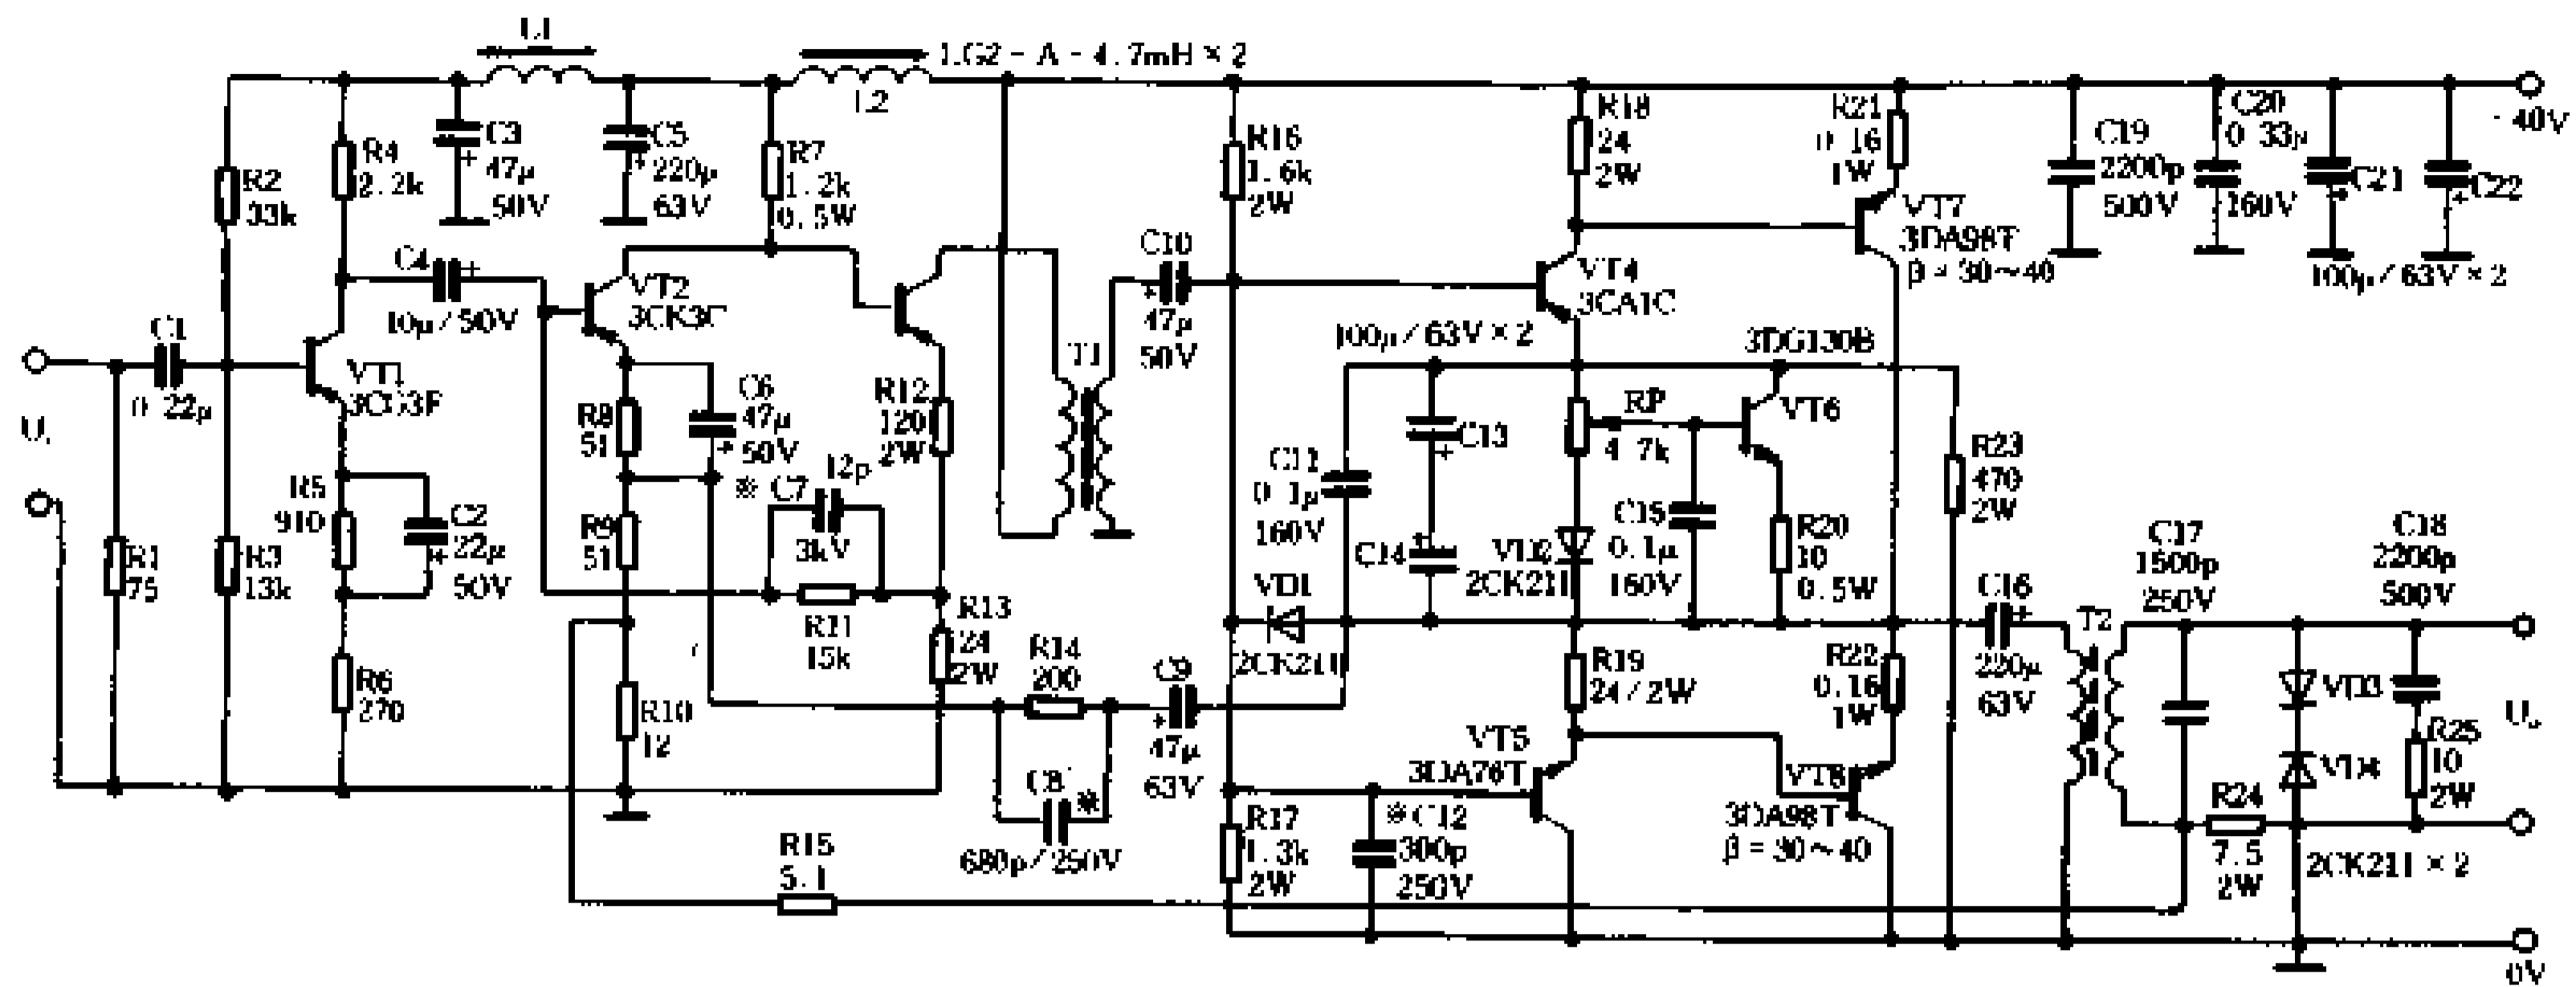 L1
LG2-A-4.7mH×2
L2
-40V
C3
47μ
50V
C5
220μ
63V
R4
2.2k
R2
33k
R7
1.2k
0.5W
R16
1.6k
2W
R18
24
2W
R21
0.16
1W
C19
2200p
500V
C20
0.33μ
160V
C21
C22
100μ/63V×2
VT7
3DA98T
β=30~40
C4
10μ/50V
VT2
3CK3C
C10
47μ
50V
VT4
3CA1C
C1
0.22μ
VT1
R12
120
2W
T1
100μ/63V×2
3DG130B
VT6
RP
4.7k
C13
C14
R8
51
C6
47μ
50V
12p
※C7
3kV
0.1μ
160V
R23
470
2W
U
R5
910
C2
22μ
50V
R9
51
VD2
C15
0.1μ
160V
R20
10
0.5W
R1
75
R3
13k
R11
15k
R13
24
2W
VD1
C16
220μ
63V
T2
C17
1500p
250V
C18
2200p
500V
R6
270
R10
12
R14
200
C9
47μ
63V
R19
24/2W
R22
0.16
1W
VD3
VD4
R25
10
2W
C8
※
680p/250V
VT5
3DA76T
VT8
3DA98T
β=30~40
R17
1.3k
2W
※C12
300p
250V
R15
5.1
R24
7.5
2W
0V